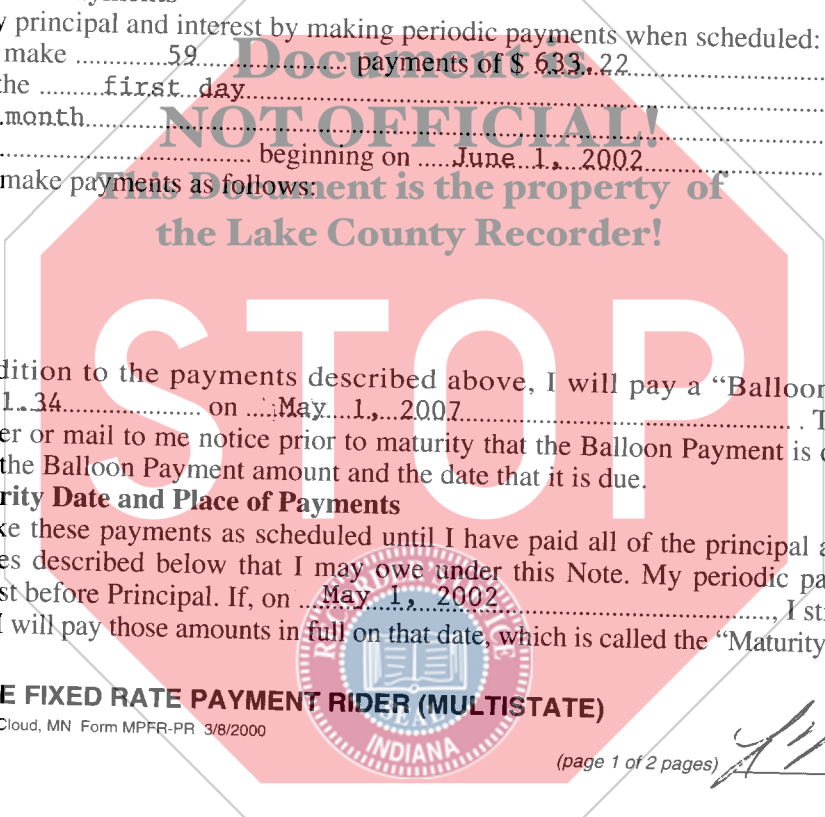 y principal and interest by making periodic payments when scheduled:
make 59 payments of $ 633.22
the first day
month
beginning on June 1, 2002
make payments as follows:
Document is
NOT OFFICIAL!
This Document is the property of
the Lake County Recorder!
STOP
dition to the payments described above, I will pay a “Balloon
1.34 on May 1, 2007 . T
er or mail to me notice prior to maturity that the Balloon Payment is
the Balloon Payment amount and the date that it is due.
rity Date and Place of Payments
ke these payments as scheduled until I have paid all of the principal a
es described below that I may owe under this Note. My periodic pa
st before Principal. If, on May 1, 2002, I sti
I will pay those amounts in full on that date, which is called the “Maturity
E FIXED RATE PAYMENT RIDER (MULTISTATE)
Cloud, MN Form MPFR-PR 3/8/2000
INDIANA
(page 1 of 2 pages)